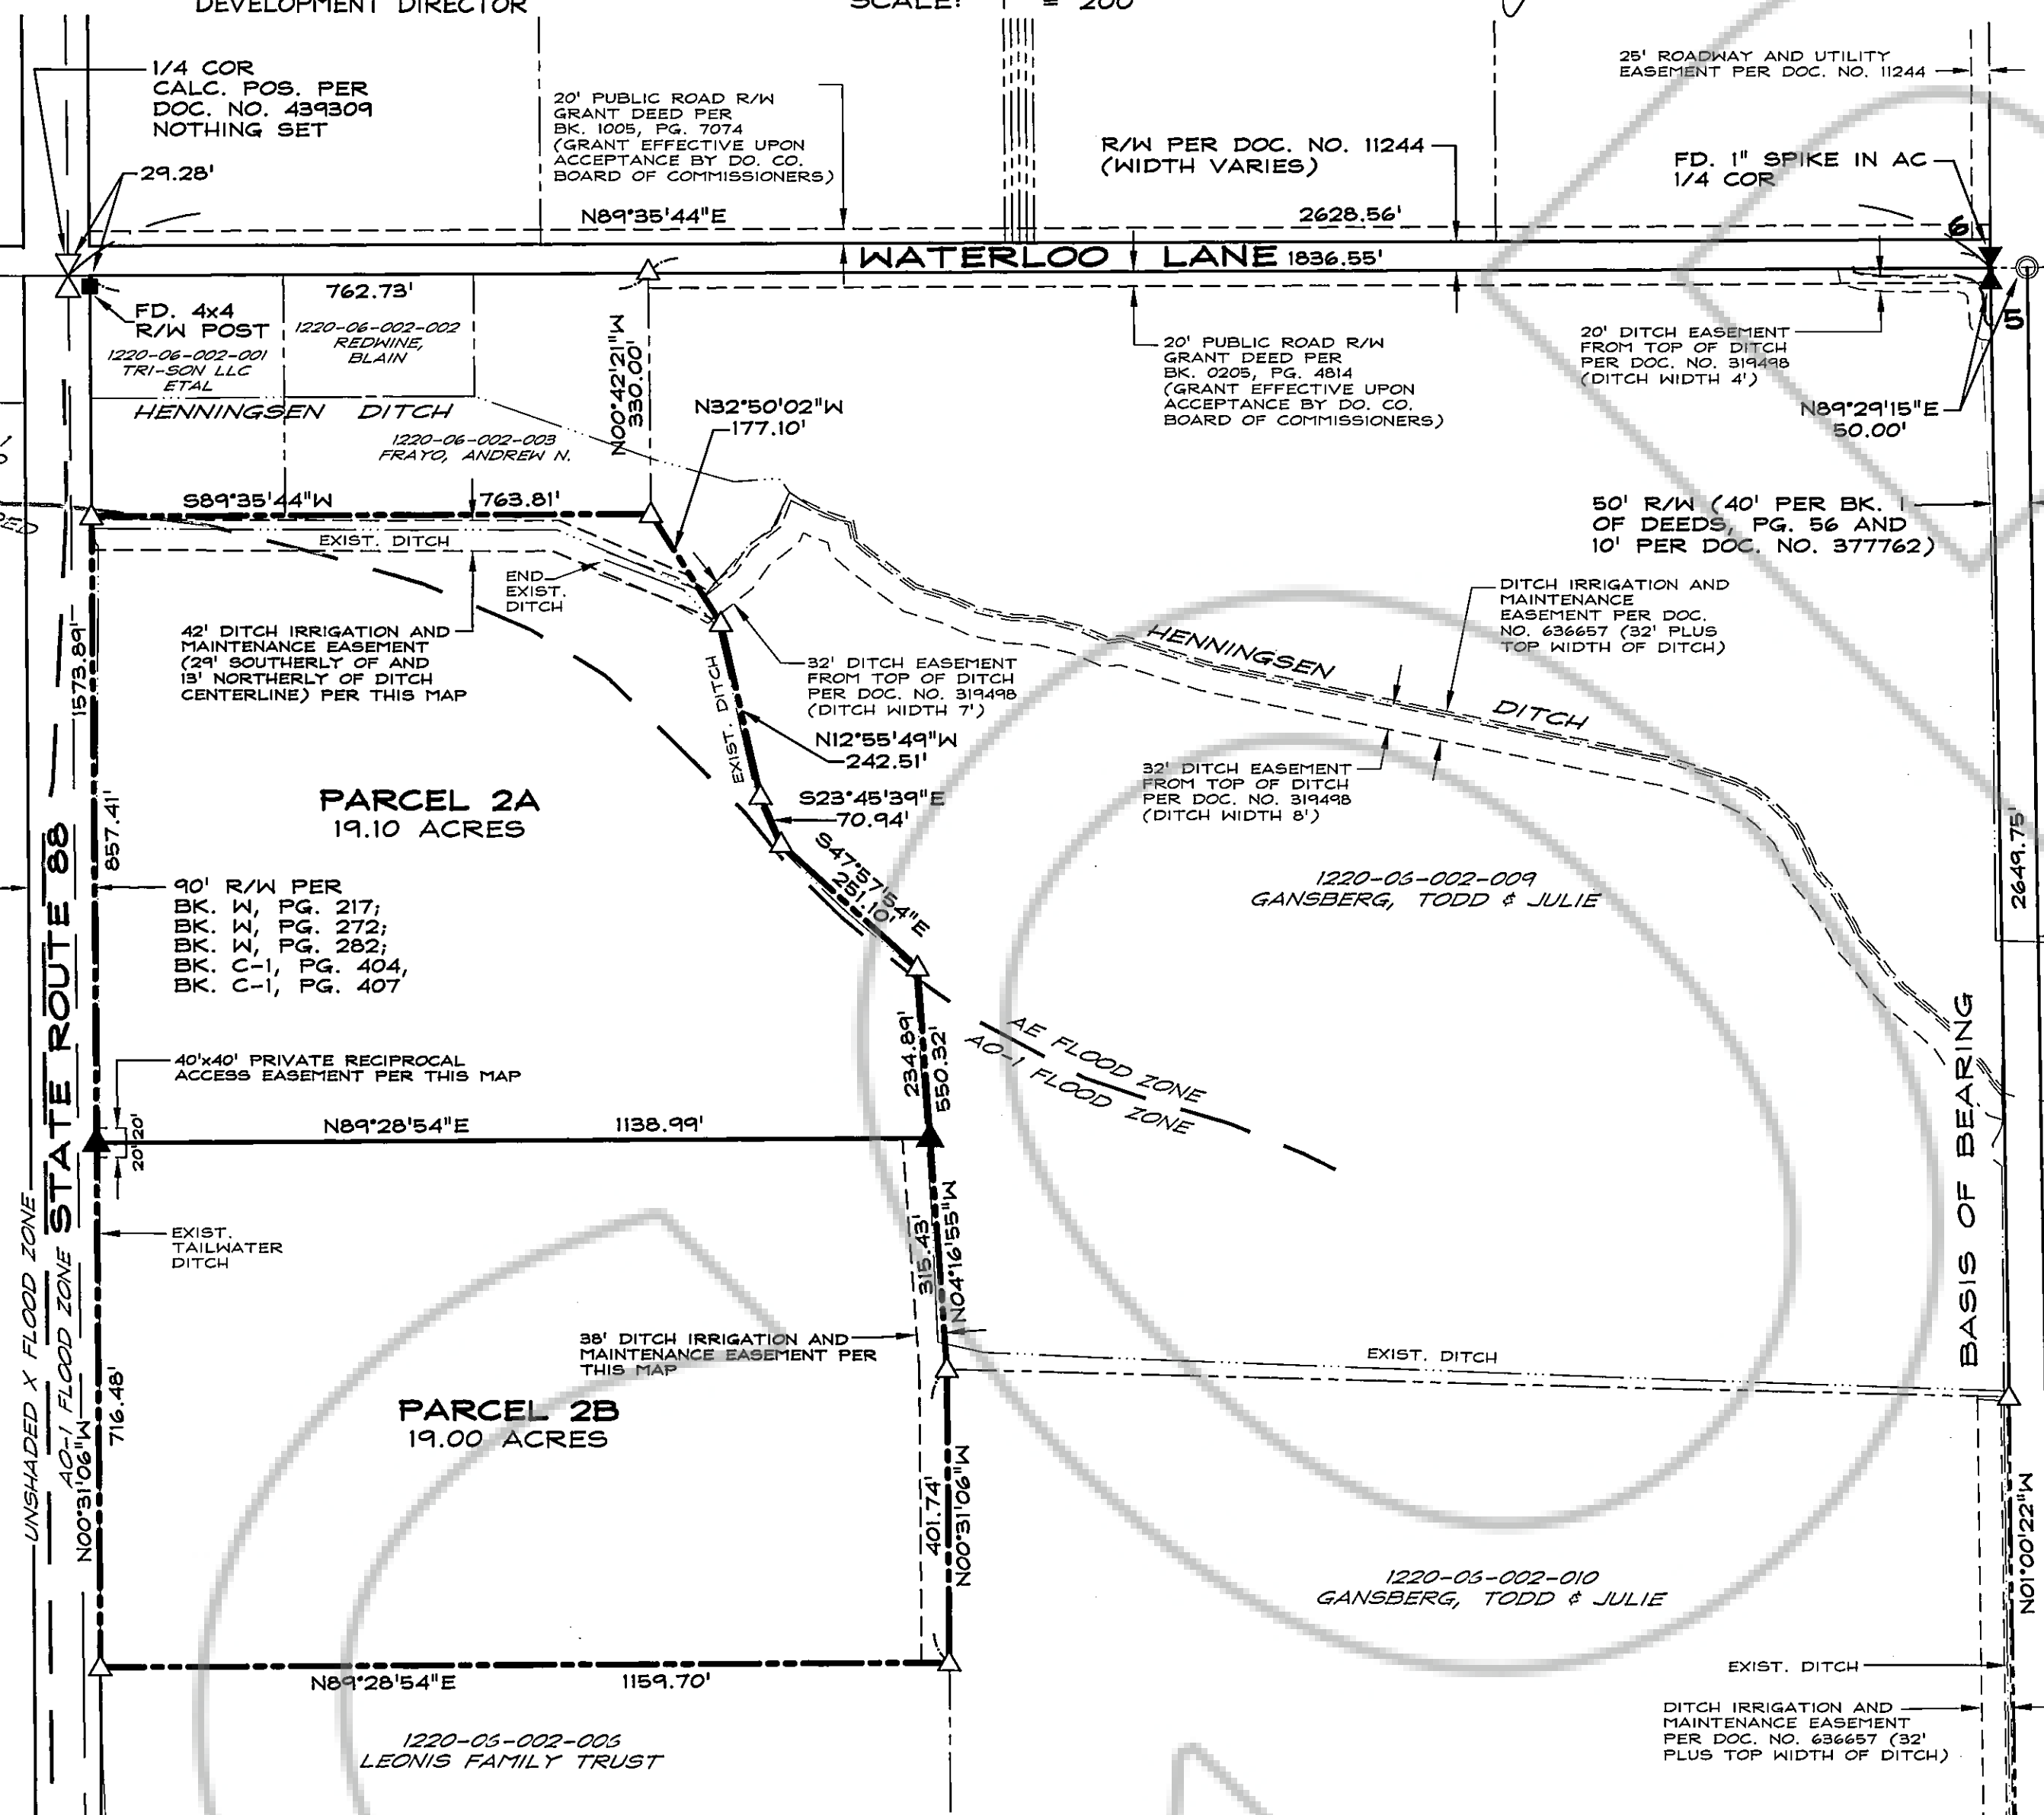 DEVELOPMENT DIRECTOR
SCALE: 1" = 200'
1/4 COR
CALC. POS. PER
DOC. NO. 439309
NOTHING SET
29.28'
20' PUBLIC ROAD R/W
GRANT DEED PER
BK. 1005, PG. 7074
(GRANT EFFECTIVE UPON
ACCEPTANCE BY DO. CO.
BOARD OF COMMISSIONERS)
R/W PER DOC. NO. 11244
(WIDTH VARIES)
25' ROADWAY AND UTILITY
EASEMENT PER DOC. NO. 11244
FD. 1" SPIKE IN AC
1/4 COR
N89°35'44"E
2628.56'
6
WATERLOO LANE 1836.55'
5
762.73'
FD. 4x4
R/W POST
1220-06-002-001
TRI-SON LLC
ETAL
1220-06-002-002
REDWINE,
BLAIN
HENNINGSEN DITCH
1220-06-002-003
FRAYO, ANDREW N.
N00°42'21"W
330.00'
N32°50'02"W
177.10'
20' PUBLIC ROAD R/W
GRANT DEED PER
BK. 0205, PG. 4814
(GRANT EFFECTIVE UPON
ACCEPTANCE BY DO. CO.
BOARD OF COMMISSIONERS)
20' DITCH EASEMENT
FROM TOP OF DITCH
PER DOC. NO. 319498
(DITCH WIDTH 4')
N89°29'15"E
50.00'
S89°35'44"W 763.81'
EXIST. DITCH
END
EXIST.
DITCH
50' R/W (40' PER BK. 1
OF DEEDS, PG. 56 AND
10' PER DOC. NO. 377762)
DITCH IRRIGATION AND
MAINTENANCE
EASEMENT PER DOC.
NO. 636657 (32' PLUS
TOP WIDTH OF DITCH)
HENNINGSEN DITCH
1573.89'
42' DITCH IRRIGATION AND
MAINTENANCE EASEMENT
(29' SOUTHERLY OF AND
13' NORTHERLY OF DITCH
CENTERLINE) PER THIS MAP
32' DITCH EASEMENT
FROM TOP OF DITCH
PER DOC. NO. 319498
(DITCH WIDTH 7')
EXIST. DITCH
N12°55'49"W
242.51'
32' DITCH EASEMENT
FROM TOP OF DITCH
PER DOC. NO. 319498
(DITCH WIDTH 8')
S23°45'39"E
70.94'
PARCEL 2A
19.10 ACRES
857.41'
S47°57'54"E
251.10'
2649.75'
1220-06-002-009
GANSBERG, TODD & JULIE
90' R/W PER
BK. W, PG. 217;
BK. W, PG. 272;
BK. W, PG. 282;
BK. C-1, PG. 404,
BK. C-1, PG. 407
STATE ROUTE 88
234.89'
550.32'
AE FLOOD ZONE
AO-1 FLOOD ZONE
BASIS OF BEARING
40'x40' PRIVATE RECIPROCAL
ACCESS EASEMENT PER THIS MAP
N89°28'54"E 1138.99'
20' 20'
EXIST.
TAILWATER
DITCH
UNSHADED X FLOOD ZONE
AO-1 FLOOD ZONE
315.43'
N04°16'55"W
38' DITCH IRRIGATION AND
MAINTENANCE EASEMENT PER
THIS MAP
EXIST. DITCH
716.48'
N00°31'06"W
PARCEL 2B
19.00 ACRES
401.74'
N00°31'06"W
N01°00'22"W
1220-06-002-010
GANSBERG, TODD & JULIE
N89°28'54"E 1159.70'
EXIST. DITCH
DITCH IRRIGATION AND
MAINTENANCE EASEMENT
PER DOC. NO. 636657 (32'
PLUS TOP WIDTH OF DITCH)
1220-06-002-006
LEONIS FAMILY TRUST